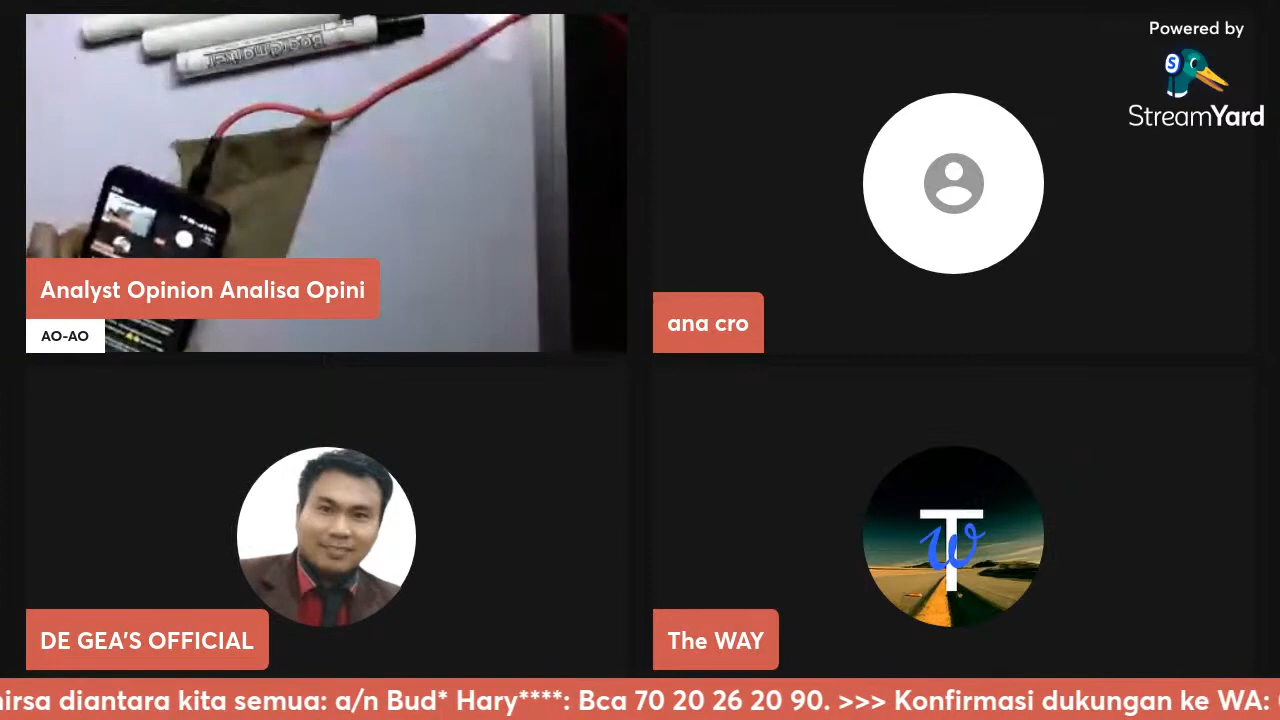 Powered by
StreamYard
Boardmarker
Analyst Opinion Analisa Opini
AO-AO
ana cro
DE GEA'S OFFICIAL
The WAY
irsa diantara kita semua: a/n Bud* Hary****: Bca 70 20 26 20 90. >>> Konfirmasi dukungan ke WA: